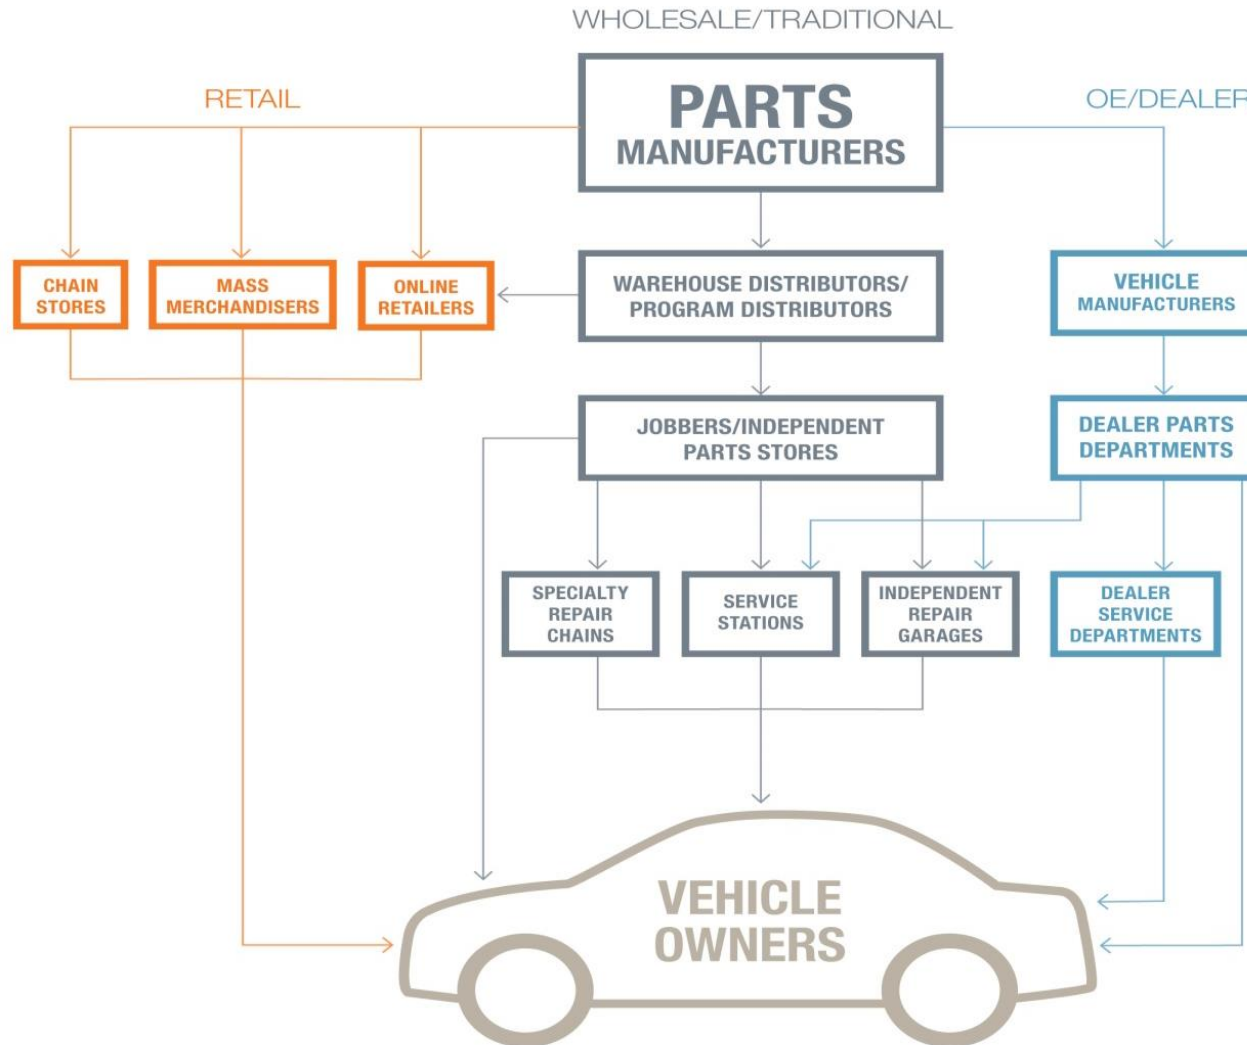 WHOLESALE/TRADITIONAL
RETAIL
OE/DEALER
PARTS
MANUFACTURERS
CHAIN
STORES
MASS
MERCHANDISERS
ONLINE
RETAILERS
WAREHOUSE DISTRIBUTORS/
PROGRAM DISTRIBUTORS
VEHICLE
MANUFACTURERS
JOBBERS/INDEPENDENT
PARTS STORES
DEALER PARTS
DEPARTMENTS
SPECIALTY
REPAIR
CHAINS
SERVICE
STATIONS
INDEPENDENT
REPAIR
GARAGES
DEALER
SERVICE
DEPARTMENTS
VEHICLE
OWNERS